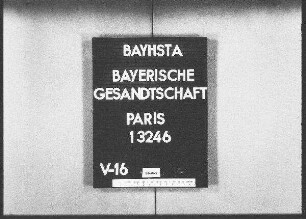 BAYHSTA
BAYERISCHE
GESANDTSCHAFT
PARIS
13246
V-16